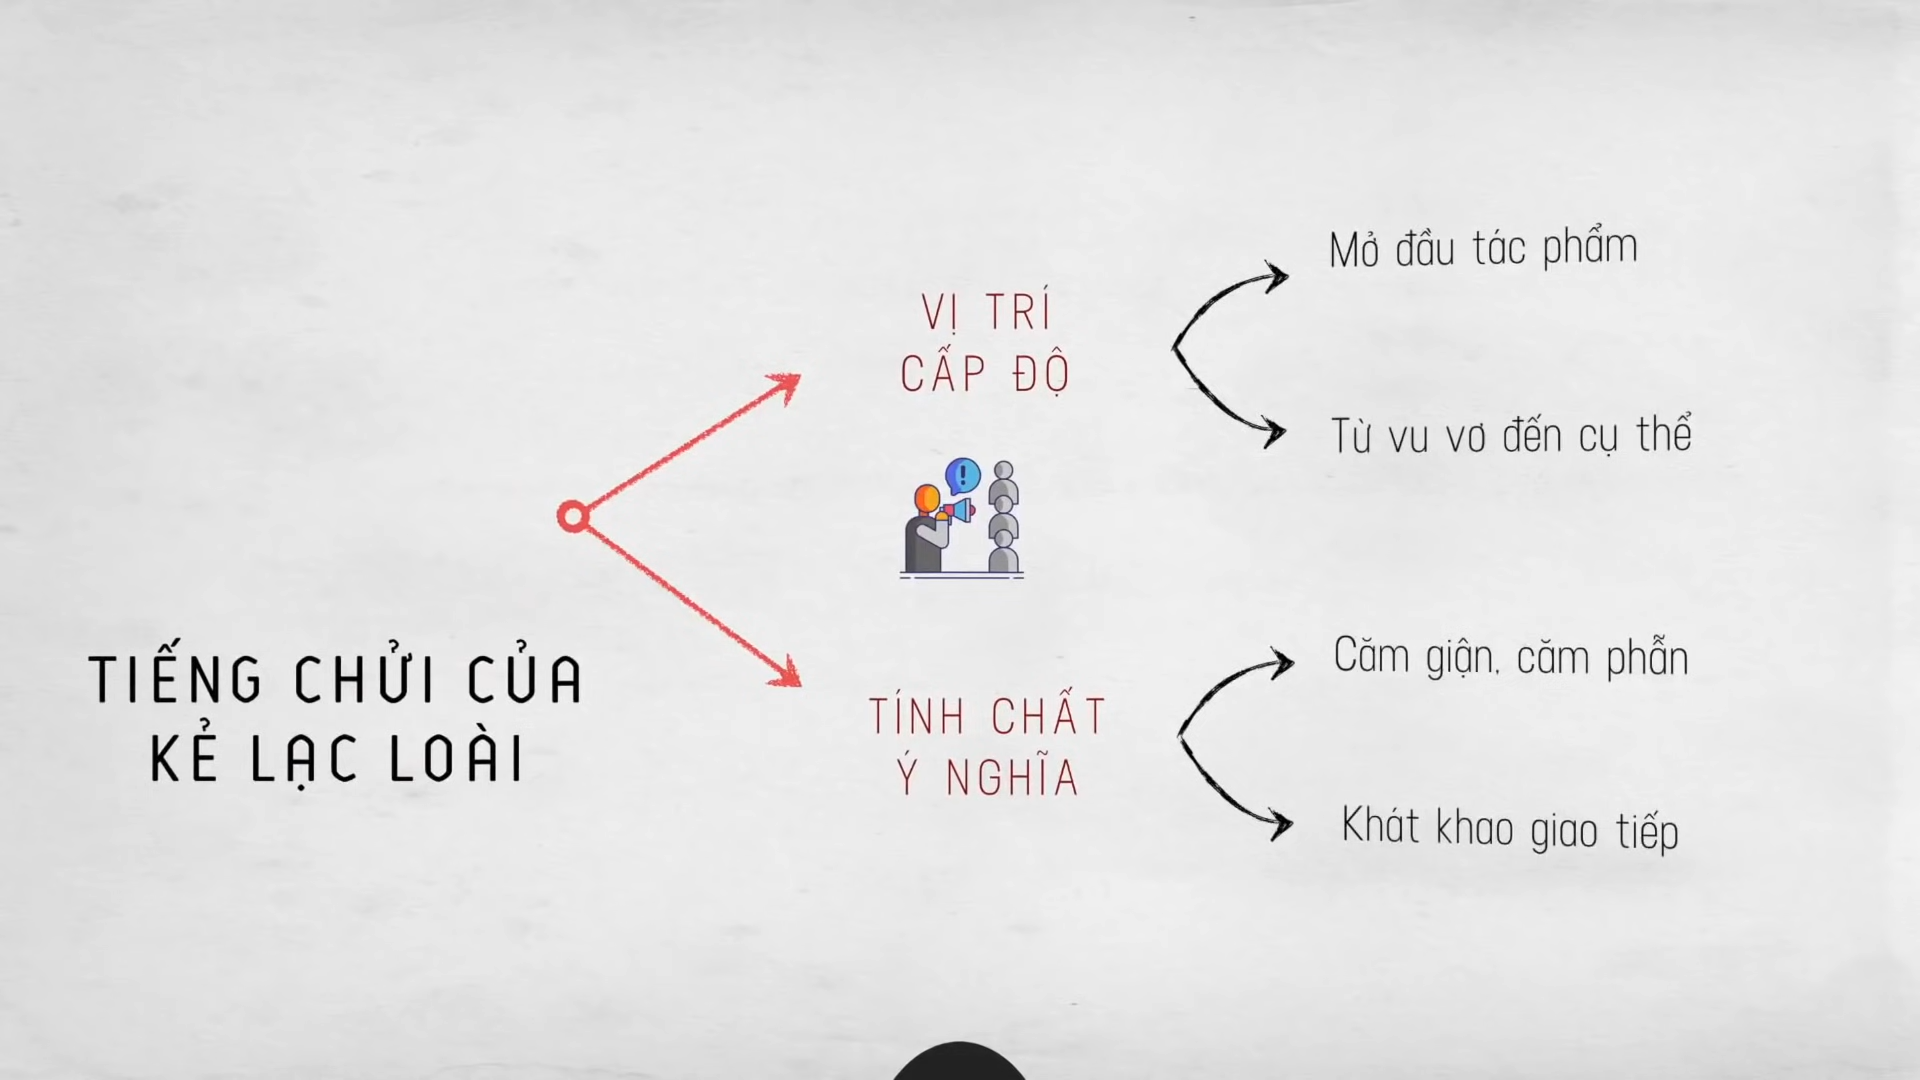 TIẾNG CHỬI CỦA
KẺ LẠC LOÀI
VỊ TRÍ
CẤP ĐỘ
Mở đầu tác phẩm
Từ vu vơ đến cụ thể
TÍNH CHẤT
Ý NGHĨA
Căm giận, căm phẫn
Khát khao giao tiếp